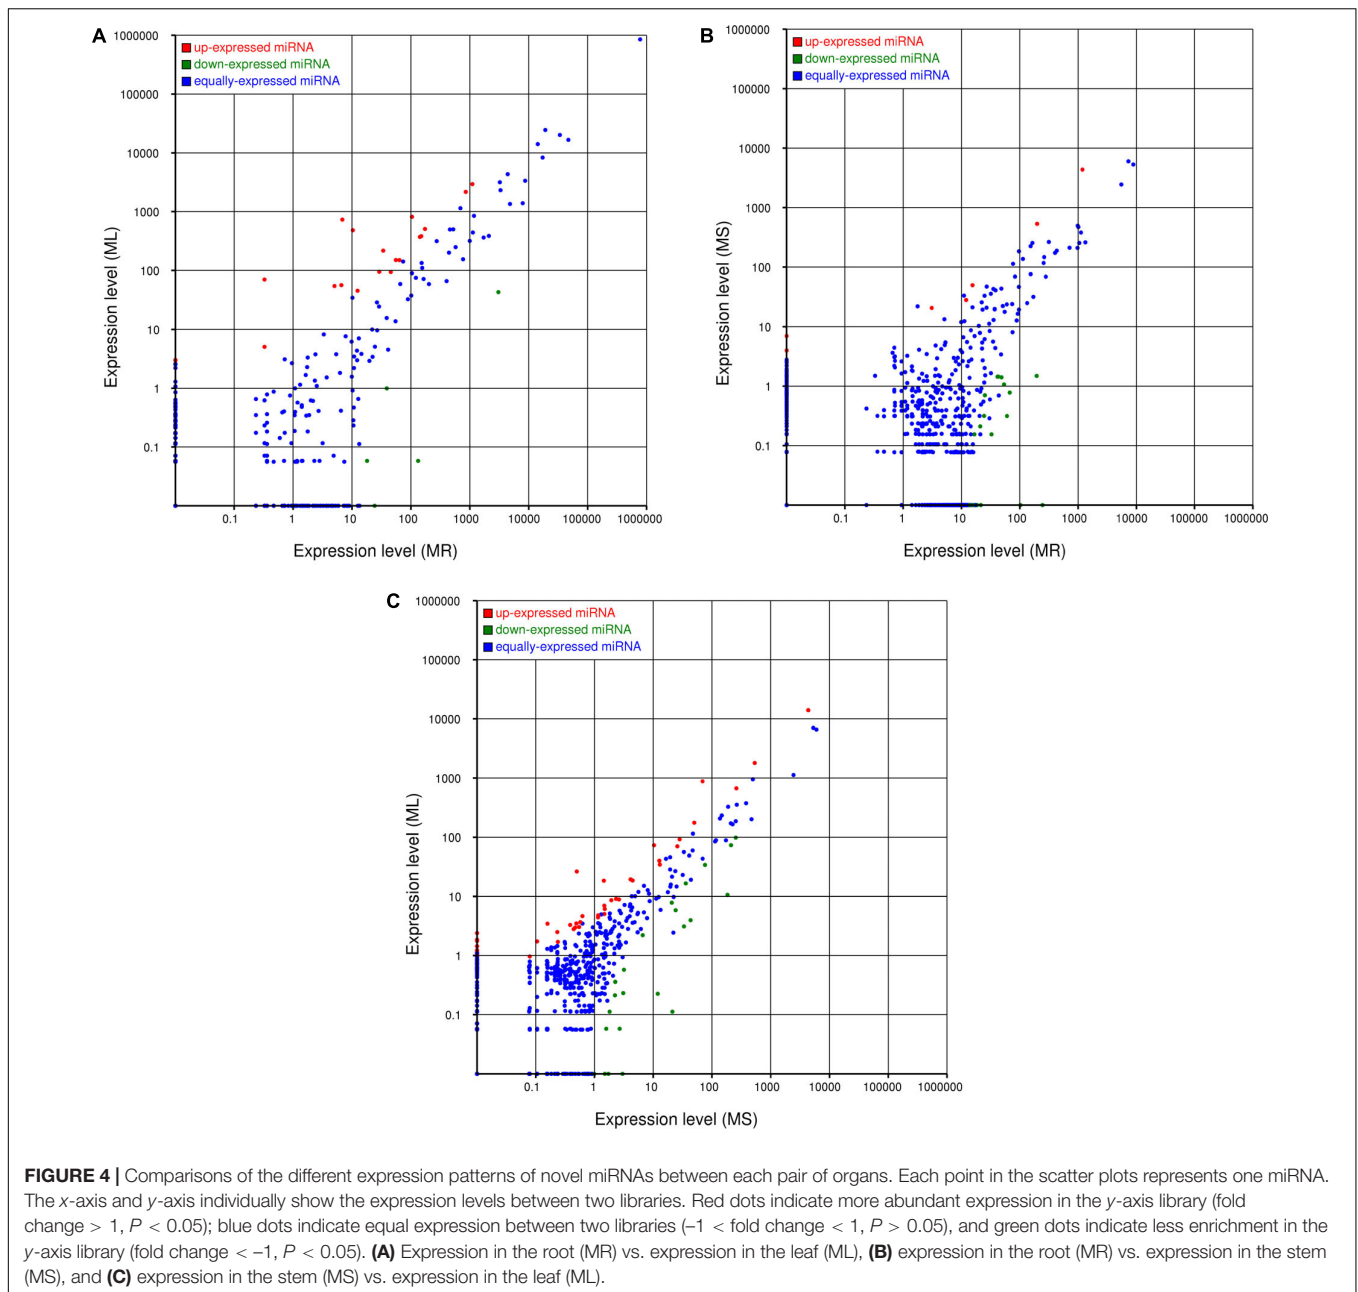 A
1000000
100000
10000
1000
100
10
1
0.1
up-expressed miRNA
down-expressed miRNA
equally-expressed miRNA
Expression level (ML)
0.1 1 10 100 1000 10000 100000 1000000
Expression level (MR)
B
1000000
100000
10000
1000
100
10
1
0.1
up-expressed miRNA
down-expressed miRNA
equally-expressed miRNA
Expression level (MS)
0.1 1 10 100 1000 10000 100000 1000000
Expression level (MR)
C
1000000
100000
10000
1000
100
10
1
0.1
up-expressed miRNA
down-expressed miRNA
equally-expressed miRNA
Expression level (ML)
0.1 1 10 100 1000 10000 100000 1000000
Expression level (MS)
FIGURE 4 | Comparisons of the different expression patterns of novel miRNAs between each pair of organs. Each point in the scatter plots represents one miRNA.
The x-axis and y-axis individually show the expression levels between two libraries. Red dots indicate more abundant expression in the y-axis library (fold
change > 1, P < 0.05); blue dots indicate equal expression between two libraries (–1 < fold change < 1, P > 0.05), and green dots indicate less enrichment in the
y-axis library (fold change < –1, P < 0.05). (A) Expression in the root (MR) vs. expression in the leaf (ML), (B) expression in the root (MR) vs. expression in the stem
(MS), and (C) expression in the stem (MS) vs. expression in the leaf (ML).